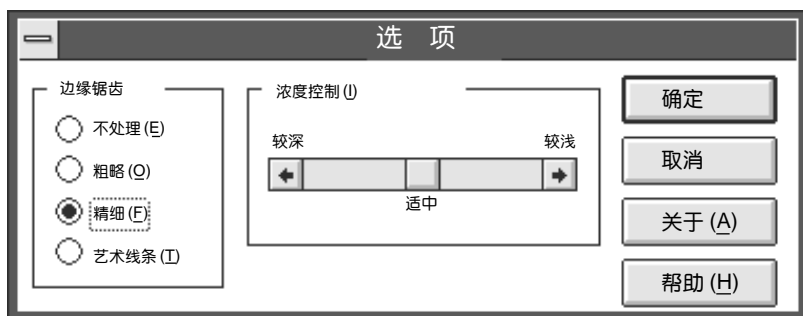 选 项
边缘锯齿
不处理(E)
粗略(O)
精细(F)
艺术线条(T)
浓度控制(I)
较深 较浅
适中
确定
取消
关于(A)
帮助(H)